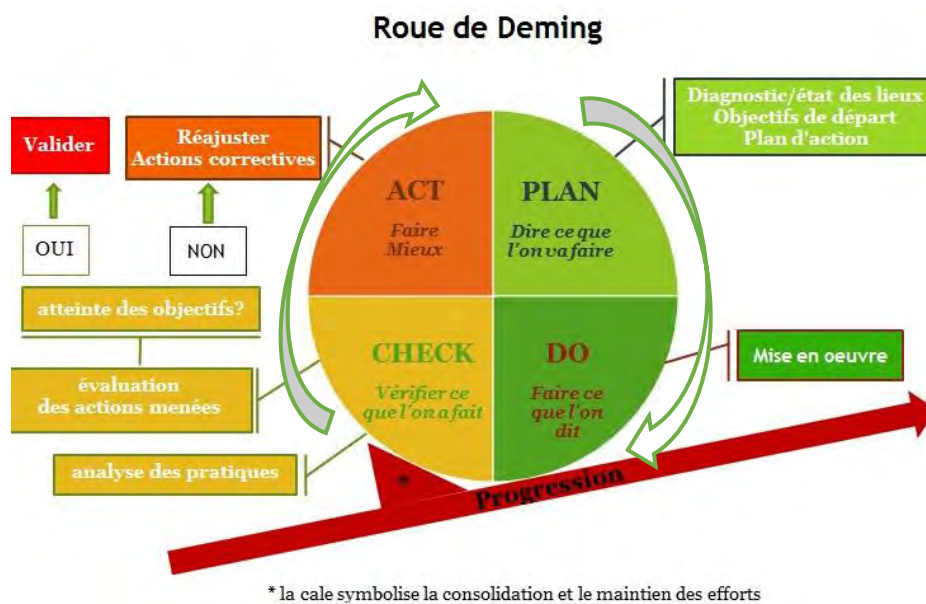 Roue de Deming
Diagnostic/état des lieux
Objectifs de départ
Plan d'action
Valider
Réajuster
Actions correctives
ACT
Faire
Mieux
PLAN
Dire ce que
l'on va faire
OUI
NON
atteinte des objectifs?
CHECK
Vérifier ce
que l'on a fait
DO
Faire ce
que l'on
dit
Mise en oeuvre
évaluation
des actions menées
analyse des pratiques
*
Progression
* la cale symbolise la consolidation et le maintien des efforts